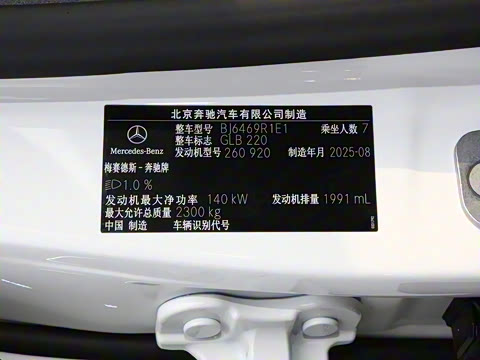 北京奔驰汽车有限公司制造
整车型号 BJ6469R1E1 乘坐人数 7
整车标志 GLB 220
Mercedes-Benz 发动机型号 260 920 制造年月 2025-08
梅赛德斯-奔驰牌
1.0 %
发动机最大净功率 140 kW 发动机排量 1991 mL
最大允许总质量 2300 kg
中国 制造 车辆识别代号